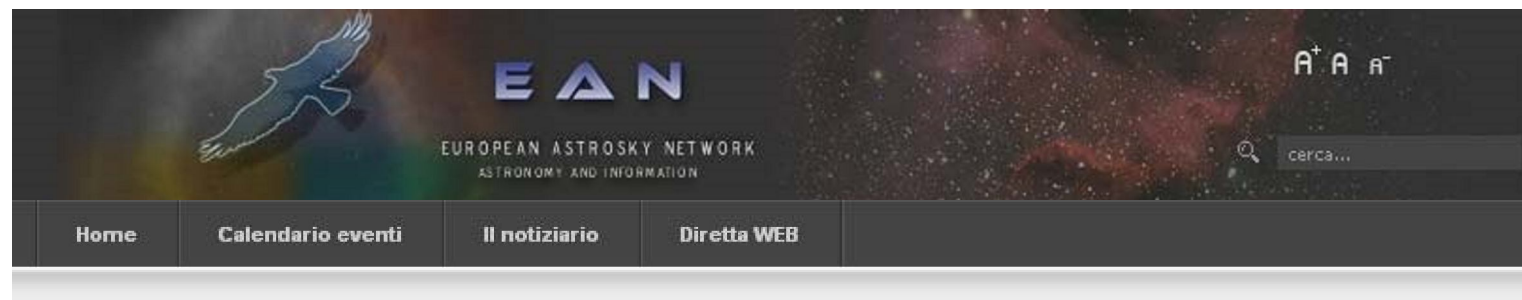 EAN
A+ A A-
EUROPEAN ASTROSKY NETWORK
ASTRONOMY AND INFORMATION
cerca...
Home Calendario eventi Il notiziario Diretta WEB